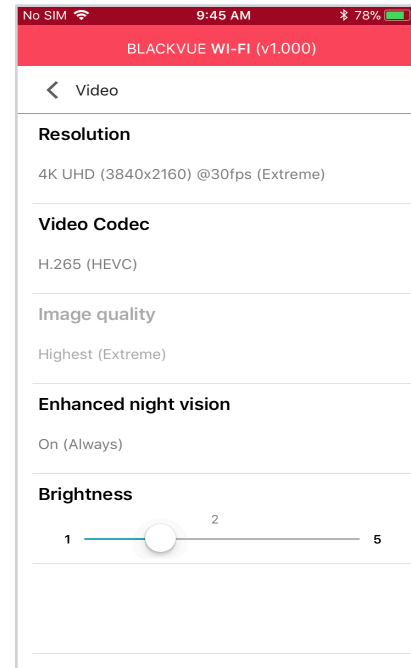 No SIM 9:45 AM 78%
BLACKVUE WI-FI (v1.000)
Video
Resolution
4K UHD (3840x2160) @30fps (Extreme)
Video Codec
H.265 (HEVC)
Image quality
Highest (Extreme)
Enhanced night vision
On (Always)
Brightness
2
1 5